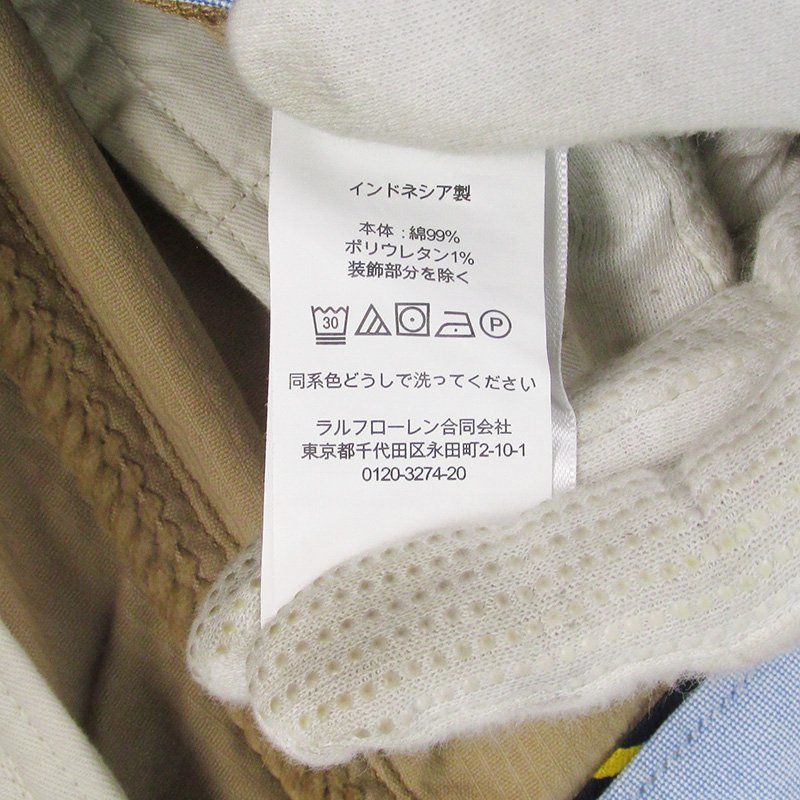 インドネシア製
本体：綿99%
ポリウレタン1%
装飾部分を除く
30 P
同系色どうしで洗ってください
ラルフローレン合同会社
東京都千代田区永田町2-10-1
0120-3274-20